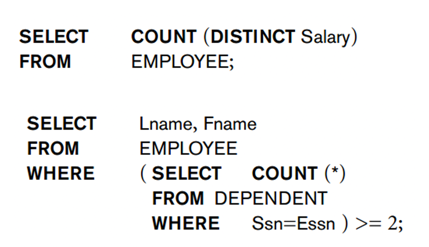 SELECT COUNT (DISTINCT Salary)
FROM EMPLOYEE;
SELECT Lname, Fname
FROM EMPLOYEE
WHERE ( SELECT COUNT (*)
FROM DEPENDENT
WHERE Ssn=Essn ) >= 2;